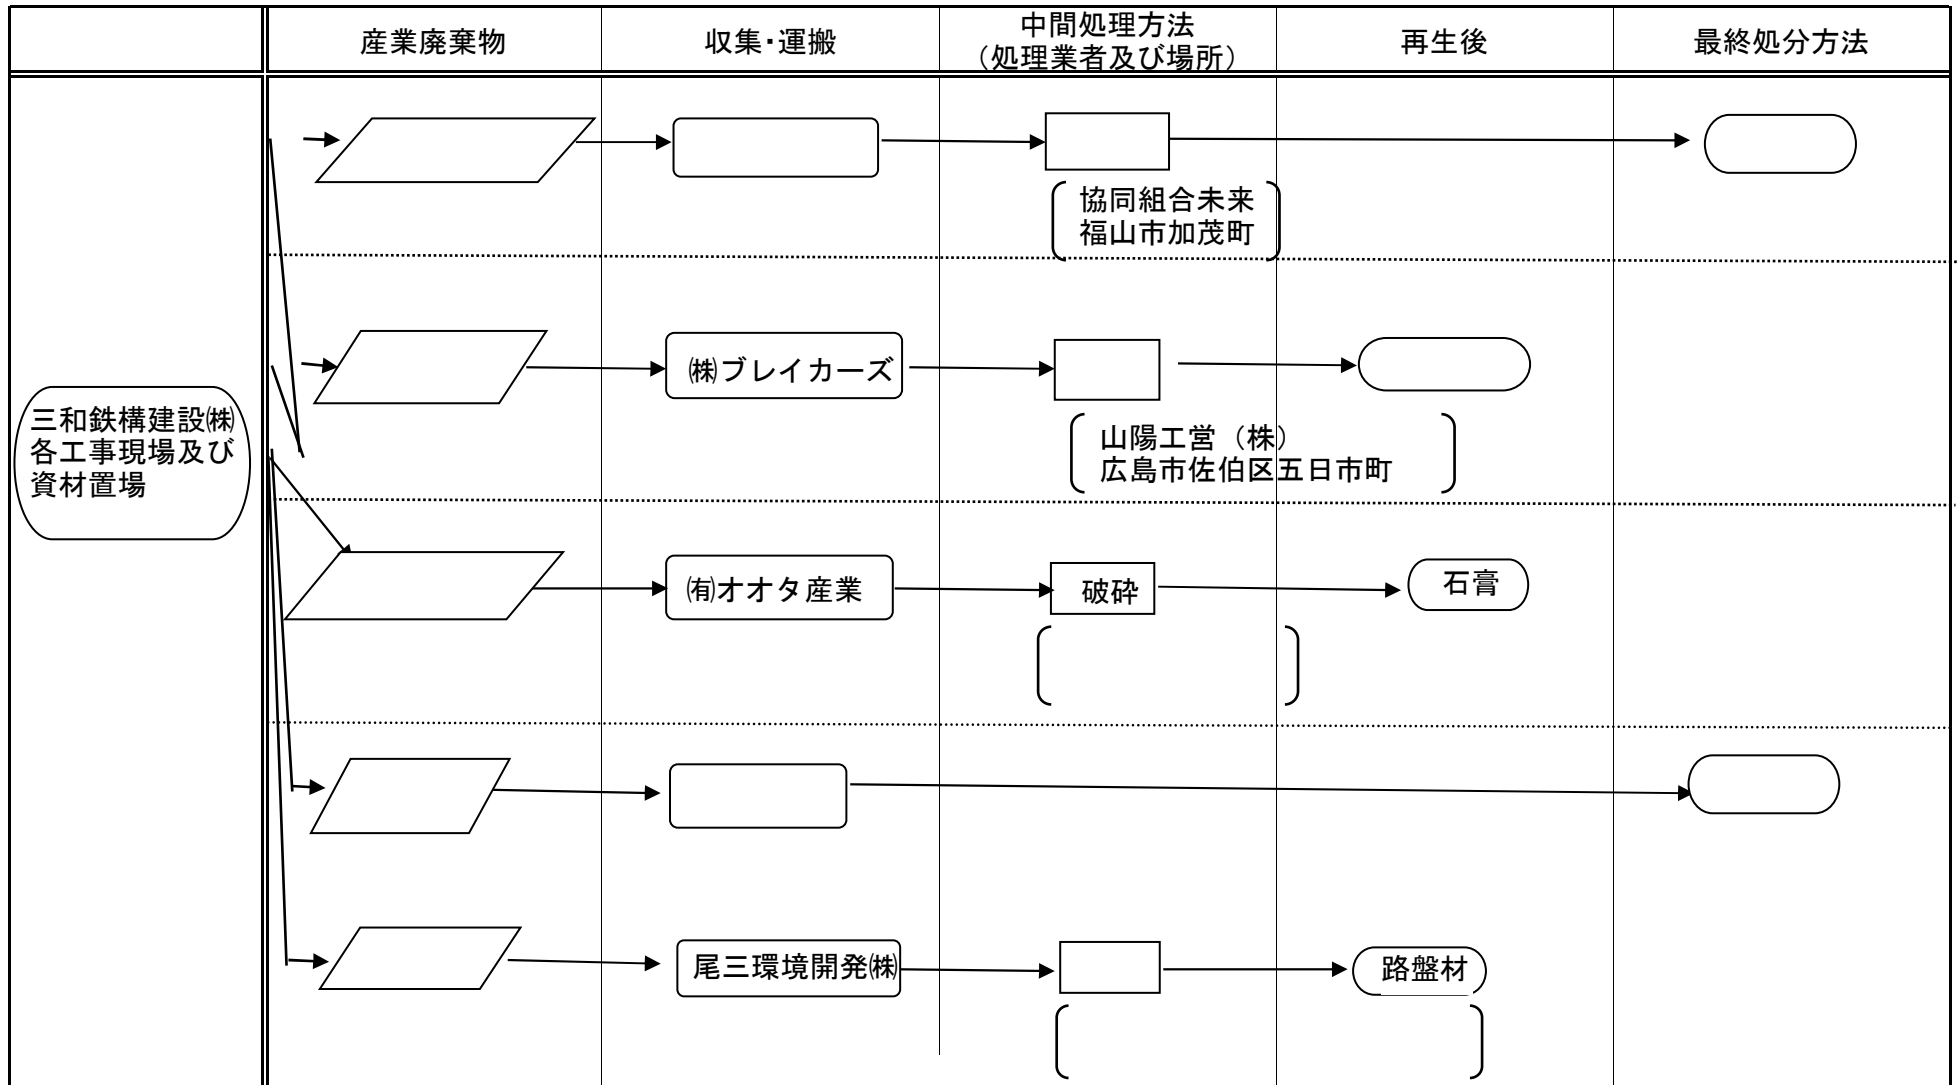 産業廃棄物
収集・運搬
中間処理方法
（処理業者及び場所）
再生後
最終処分方法
三和鉄構建設㈱
各工事現場及び
資材置場
協同組合未来
福山市加茂町
㈱ブレイカーズ
山陽工営（株）
広島市佐伯区五日市町
㈲オオタ産業
破砕
石膏
尾三環境開発㈱
路盤材